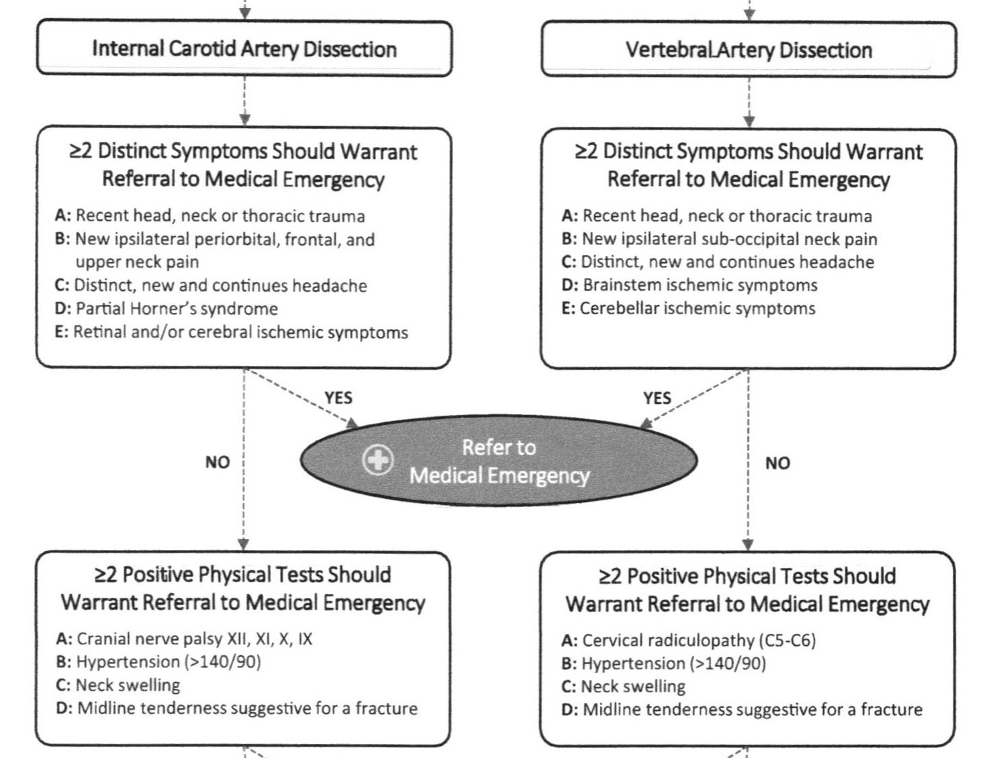 Internal Carotid Artery Dissection
≥2 Distinct Symptoms Should Warrant
Referral to Medical Emergency
A: Recent head, neck or thoracic trauma
B: New ipsilateral periorbital, frontal, and
upper neck pain
C: Distinct, new and continues headache
D: Partial Horner's syndrome
E: Retinal and/or cerebral ischemic symptoms
Vertebral Artery Dissection
≥2 Distinct Symptoms Should Warrant
Referral to Medical Emergency
A: Recent head, neck or thoracic trauma
B: New ipsilateral sub-occipital neck pain
C: Distinct, new and continues headache
D: Brainstem ischemic symptoms
E: Cerebellar ischemic symptoms
YES
YES
Refer to
Medical Emergency
NO
NO
≥2 Positive Physical Tests Should
Warrant Referral to Medical Emergency
A: Cranial nerve palsy XII, XI, X, IX
B: Hypertension (>140/90)
C: Neck swelling
D: Midline tenderness suggestive for a fracture
≥2 Positive Physical Tests Should
Warrant Referral to Medical Emergency
A: Cervical radiculopathy (C5-C6)
B: Hypertension (>140/90)
C: Neck swelling
D: Midline tenderness suggestive for a fracture